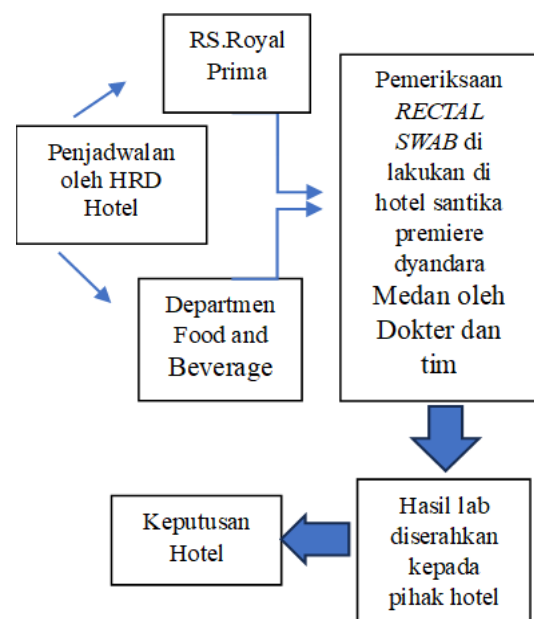 RS.Royal
Prima
Penjadwalan
oleh HRD
Hotel
Departmen
Food and
Beverage
Pemeriksaan
RECTAL
SWAB di
lakukan di
hotel santika
premiere
dyandara
Medan oleh
Dokter dan
tim
Hasil lab
diserahkan
kepada
pihak hotel
Keputusan
Hotel